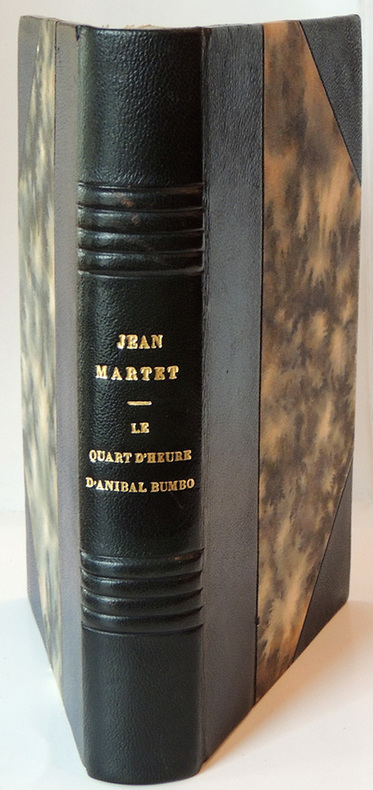 JEAN
MARTET
LE
QUART D'HEURE
D'ANIBAL BUMBO